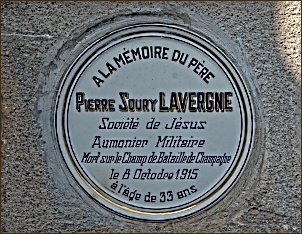 A LA MÉMOIRE DU PÈRE
PIERRE SOURY LAVERGNE
Société de Jésus
Aumonier Militaire
Mort sur le Champ de Bataille de Champagne
le 8 Octobre 1915
à l'âge de 33 ans